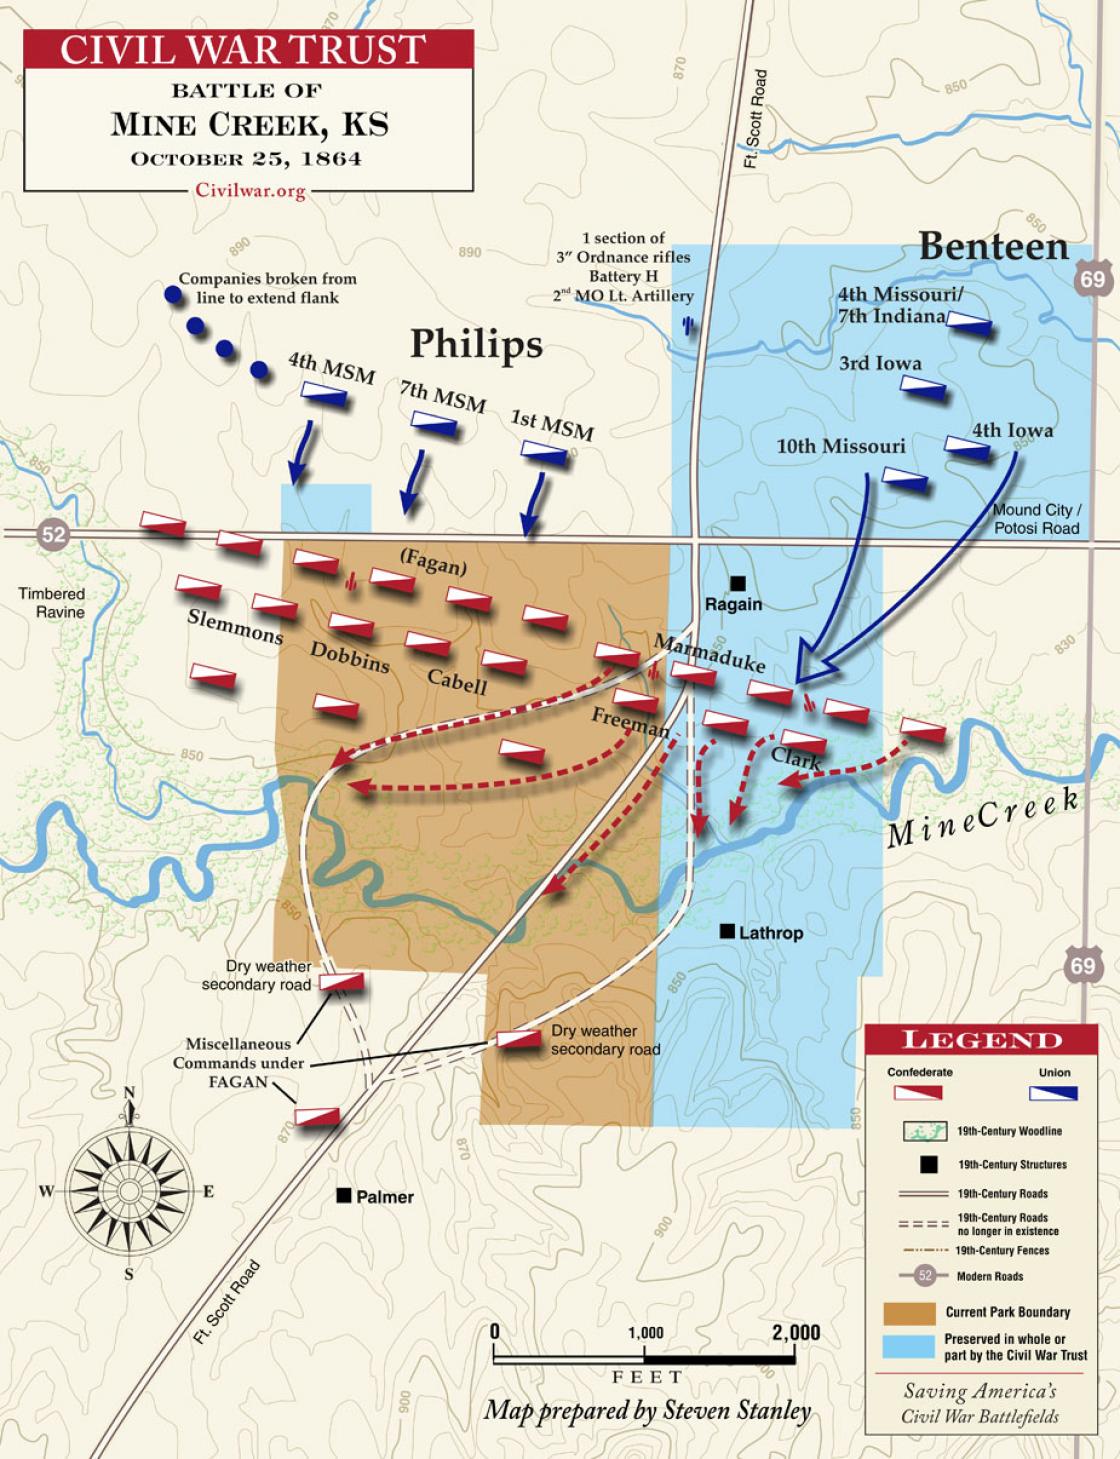 CIVIL WAR TRUST
BATTLE OF
MINE CREEK, KS
OCTOBER 25, 1864
Civilwar.org
870
870
850
Ft. Scott Road
890
890
850
Benteen
69
1 section of
3″ Ordnance rifles
Battery H
2nd MO Lt. Artillery
Companies broken from
line to extend flank
4th Missouri/
7th Indiana
Philips
3rd Iowa
4th MSM
7th MSM
1st MSM
4th Iowa
10th Missouri
850
850
Mound City /
Potosi Road
52
(Fagan)
Timbered
Ravine
Ragain
Slemmons
Dobbins
Cabell
Marmaduke
830
Freeman
Clark
850
Mine Creek
850
Lathrop
69
Dry weather
secondary road
850
Miscellaneous
Commands under
FAGAN
Dry weather
secondary road
850
870
870
N
W
E
S
Palmer
900
Ft. Scott Road
900
0
1,000
2,000
FEET
Map prepared by Steven Stanley
LEGEND
Confederate
Union
19th-Century Woodline
19th-Century Structures
19th-Century Roads
19th-Century Roads
no longer in existence
19th-Century Fences
52
Modern Roads
Current Park Boundary
Preserved in whole or
part by the Civil War Trust
Saving America's
Civil War Battlefields